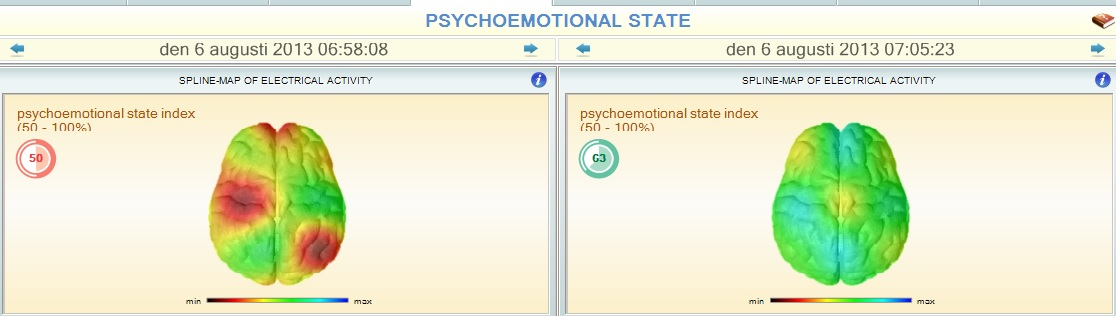 PSYCHOEMOTIONAL STATE
den 6 augusti 2013 06:58:08
den 6 augusti 2013 07:05:23
SPLINE-MAP OF ELECTRICAL ACTIVITY
SPLINE-MAP OF ELECTRICAL ACTIVITY
psychoemotional state index
(50 - 100%)
50
min max
psychoemotional state index
(50 - 100%)
63
min max